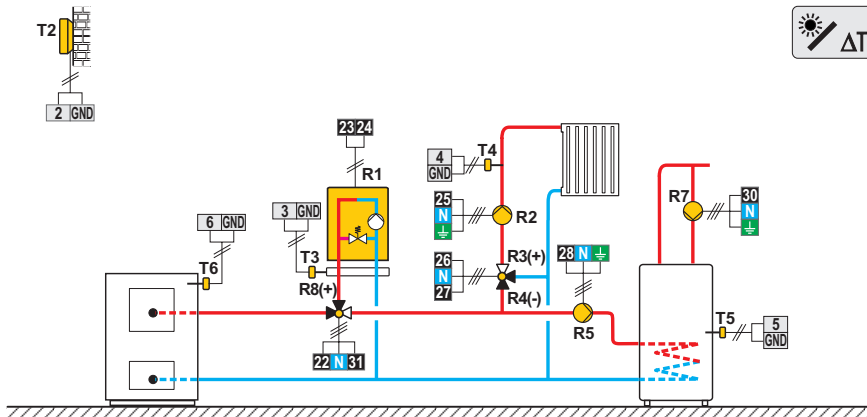 T2
ΔT
2 GND
23 24
R1
4
GND
T4
R7
30
N
25
N
R2
6 GND
3 GND
T6
T3
R3(+)
26
N
27
28 N
R8(+)
R4(-)
R5
T5
5
GND
22 N 31